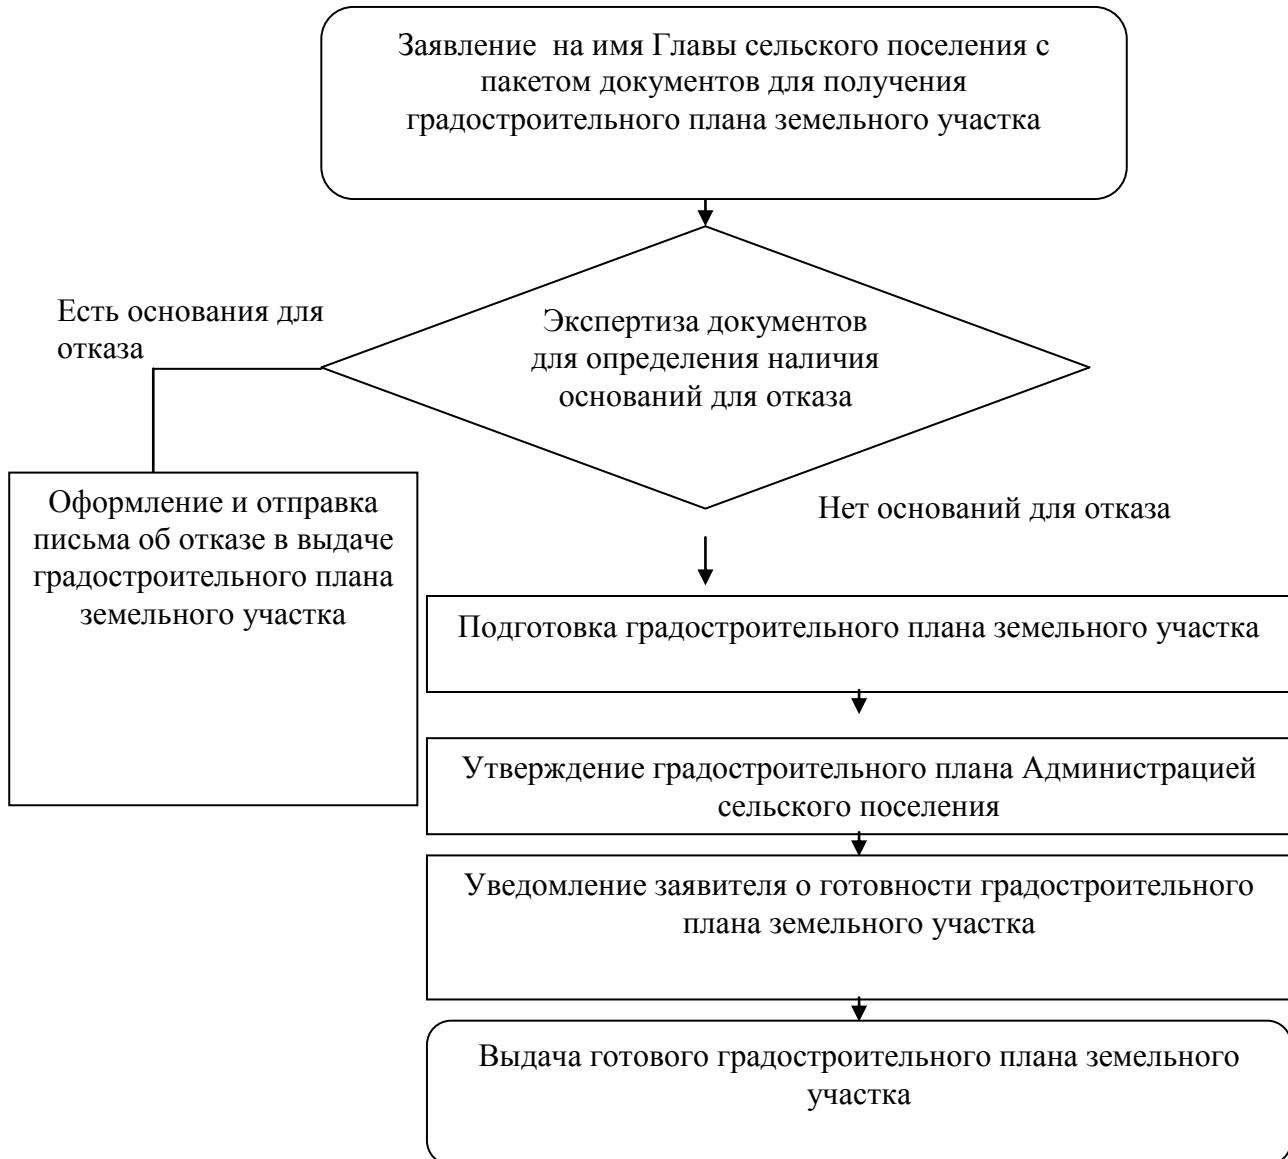 Заявление на имя Главы сельского поселения с
пакетом документов для получения
градостроительного плана земельного участка
Есть основания для
отказа
Экспертиза документов
для определения наличия
оснований для отказа
Оформление и отправка
письма об отказе в выдаче
градостроительного плана
земельного участка
Нет оснований для отказа
Подготовка градостроительного плана земельного участка
Утверждение градостроительного плана Администрацией
сельского поселения
Уведомление заявителя о готовности градостроительного
плана земельного участка
Выдача готового градостроительного плана земельного
участка